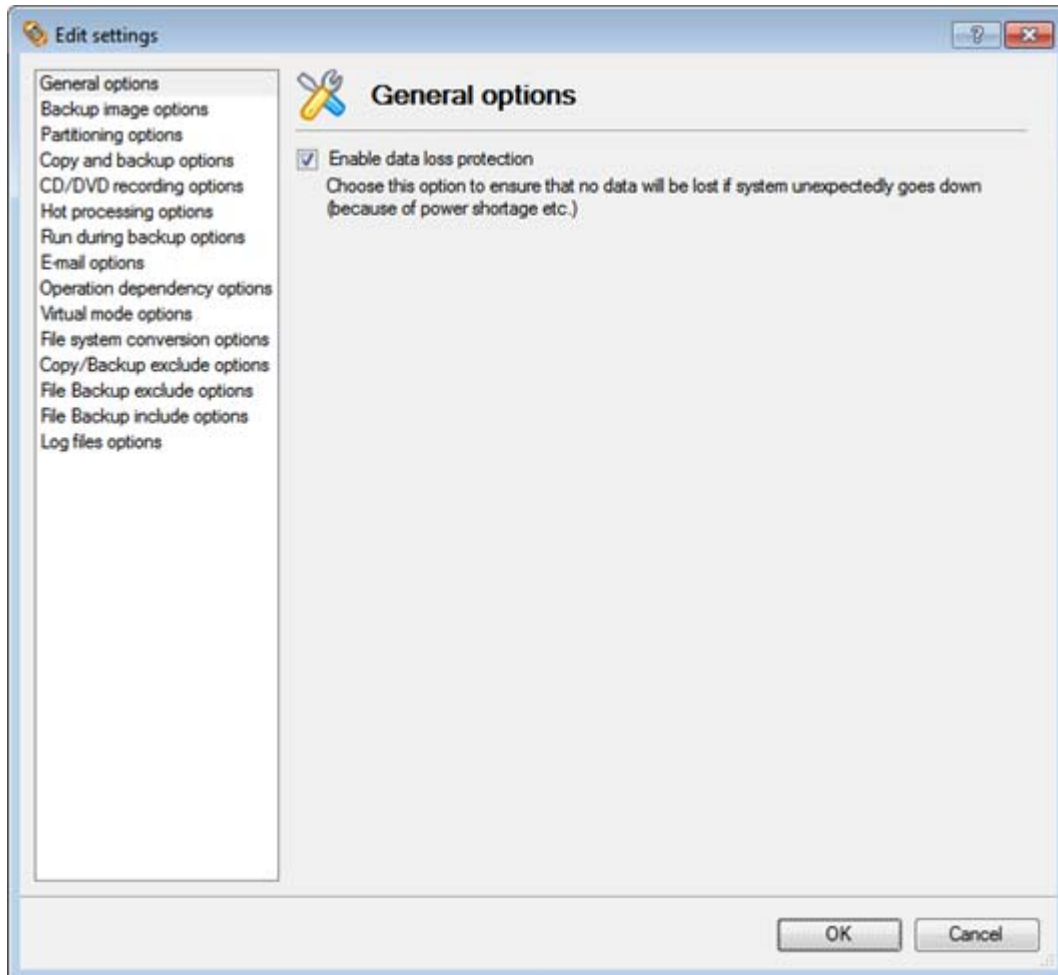 Edit settings
General options
Backup image options
Partitioning options
Copy and backup options
CD/DVD recording options
Hot processing options
Run during backup options
E-mail options
Operation dependency options
Virtual mode options
File system conversion options
Copy/Backup exclude options
File Backup exclude options
File Backup include options
Log files options
General options
Enable data loss protection
Choose this option to ensure that no data will be lost if system unexpectedly goes down
(because of power shortage etc.)
OK
Cancel